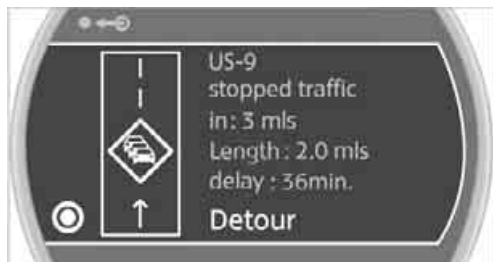 US-9
stopped traffic
in: 3 mls
Length: 2.0 mls
delay: 36min.
Detour